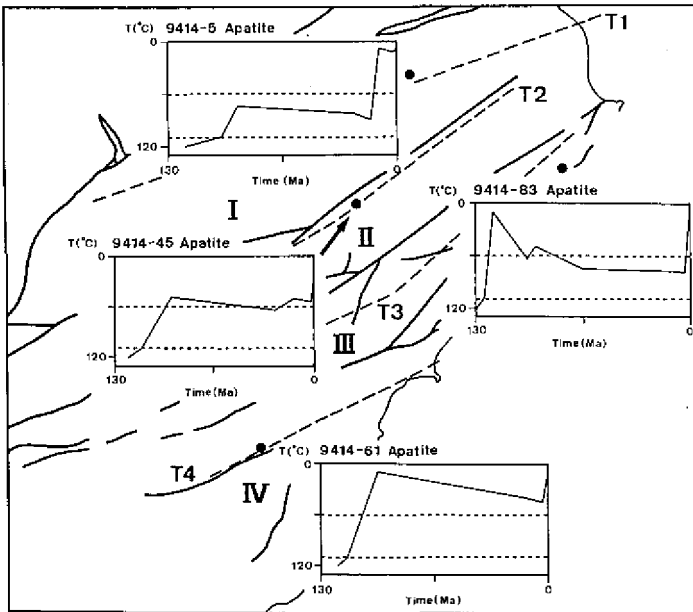 T(°C) 9414-5 Apatite
0
120
130
0
Time (Ma)
T1
T2
I
II
T(°C) 9414-83 Apatite
0
120
130
0
Time(Ma)
T(°C) 9414-45 Apatite
0
120
130
0
Time(Ma)
T3
III
T4
IV
T(°C) 9414-61 Apatite
0
120
130
0
Time(Ma)